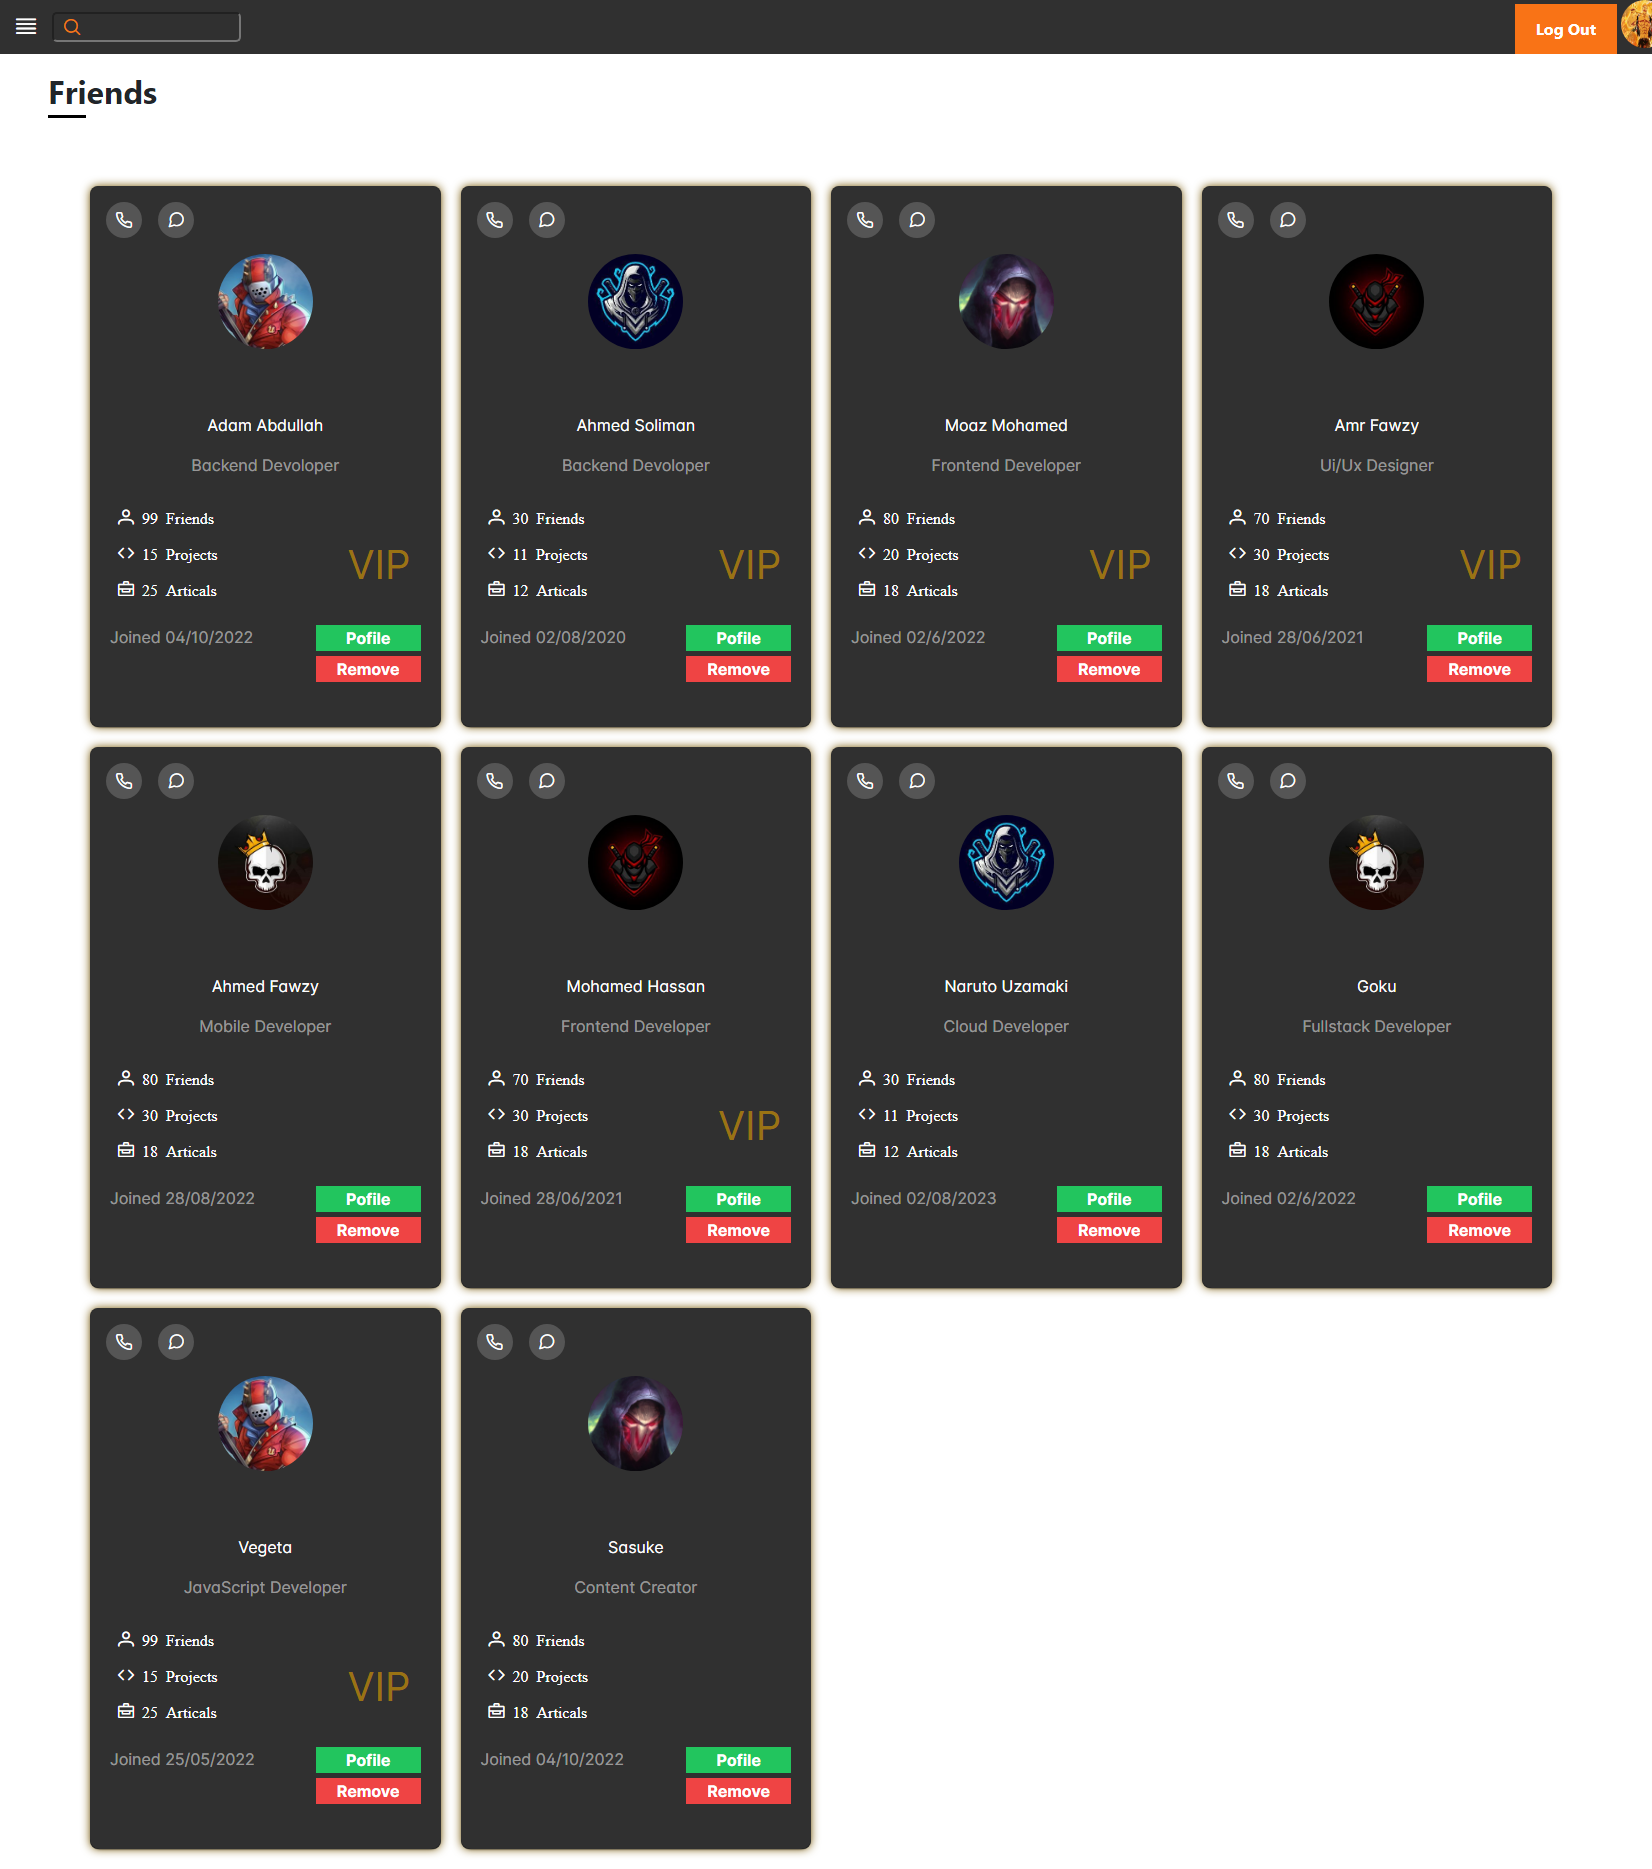 Log Out
Friends
Adam Abdullah
Backend Devoloper
99 Friends
15 Projects
VIP
25 Articals
Joined 04/10/2022
Pofile
Remove
Ahmed Soliman
Backend Devoloper
30 Friends
11 Projects
VIP
12 Articals
Joined 02/08/2020
Pofile
Remove
Moaz Mohamed
Frontend Developer
80 Friends
20 Projects
VIP
18 Articals
Joined 02/6/2022
Pofile
Remove
Amr Fawzy
Ui/Ux Designer
70 Friends
30 Projects
VIP
18 Articals
Joined 28/06/2021
Pofile
Remove
Ahmed Fawzy
Mobile Developer
80 Friends
30 Projects
18 Articals
Joined 28/08/2022
Pofile
Remove
Mohamed Hassan
Frontend Developer
70 Friends
30 Projects
VIP
18 Articals
Joined 28/06/2021
Pofile
Remove
Naruto Uzamaki
Cloud Developer
30 Friends
11 Projects
12 Articals
Joined 02/08/2023
Pofile
Remove
Goku
Fullstack Developer
80 Friends
30 Projects
18 Articals
Joined 02/6/2022
Pofile
Remove
Vegeta
JavaScript Developer
99 Friends
15 Projects
VIP
25 Articals
Joined 25/05/2022
Pofile
Remove
Sasuke
Content Creator
80 Friends
20 Projects
18 Articals
Joined 04/10/2022
Pofile
Remove